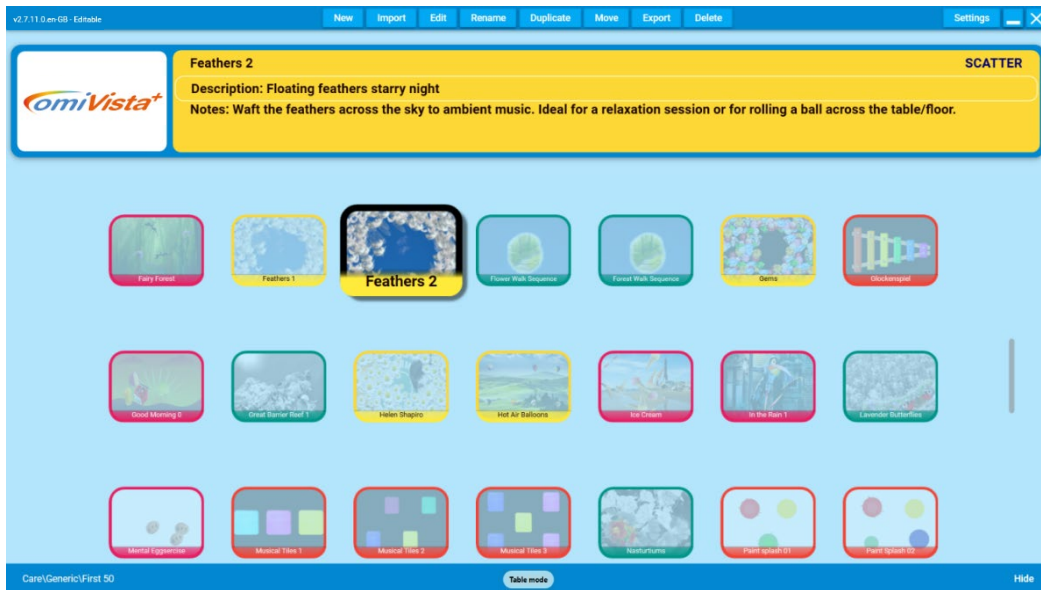 v2.7.11.0.en-GB - Editable
New Import Edit Rename Duplicate Move Export Delete
Settings
omiVista+
Feathers 2
SCATTER
Description: Floating feathers starry night
Notes: Waft the feathers across the sky to ambient music. Ideal for a relaxation session or for rolling a ball across the table/floor.
Fairy Forest
Feathers 1
Feathers 2
Flower Walk Sequence
Forest Walk Sequence
Gems
Glockenspiel
Good Morning 6
Great Barrier Reef 1
Helen Shapiro
Hot Air Balloons
Ice Cream
In the Rain 1
Lavender Butterflies
Mental Eggsercise
Musical Tiles 1
Musical Tiles 2
Musical Tiles 3
Nasturtiums
Paint splash 01
Paint Splash 02
Care\Generic\First 50
Table mode
Hide